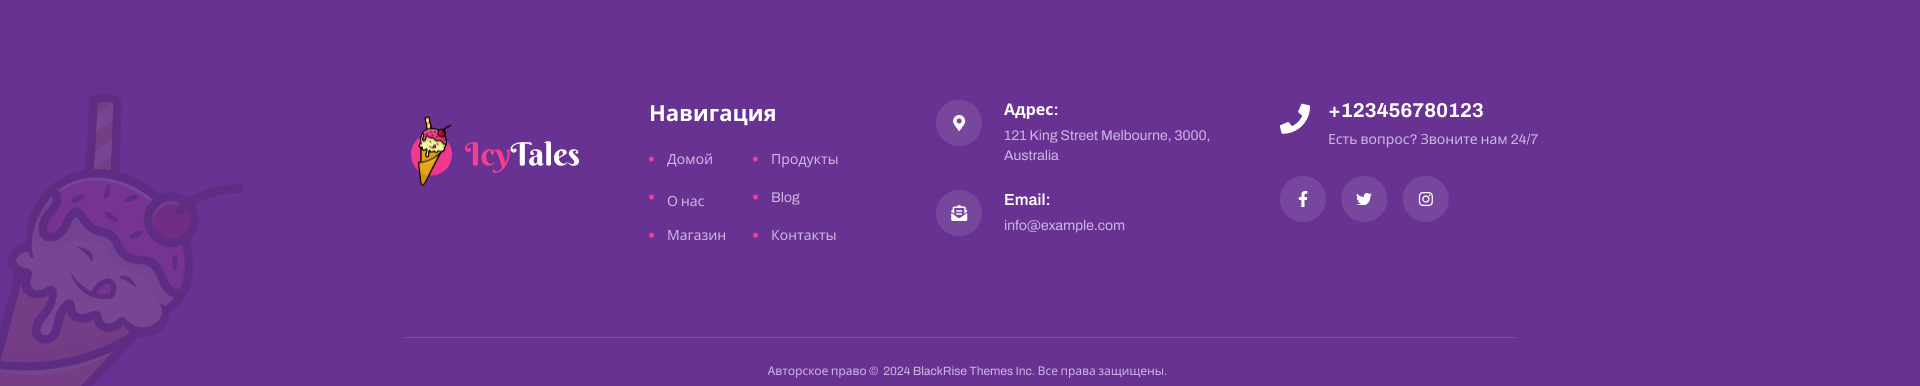 IcyTales
Навигация
Домой
О нас
Магазин
Продукты
Blog
Контакты
Адрес:
121 King Street Melbourne, 3000,
Australia
Email:
info@example.com
+123456780123
Есть вопрос? Звоните нам 24/7
Авторское право © 2024 BlackRise Themes Inc. Все права защищены.